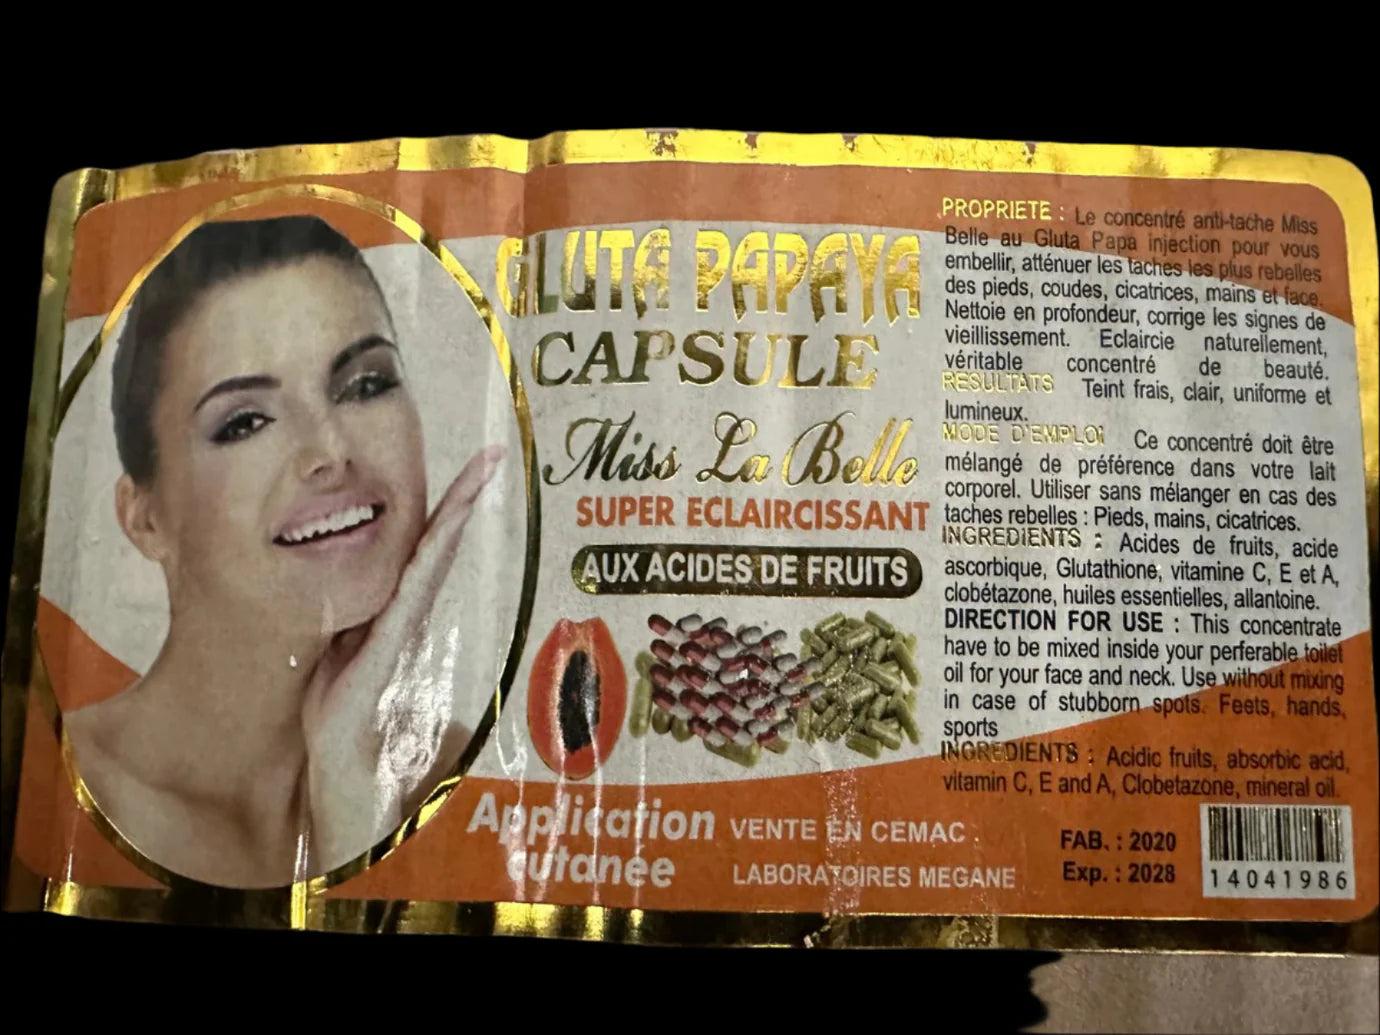 GLUTA PAPAYA
CAPSULE
Miss La Belle
SUPER ECLAIRCISSANT
AUX ACIDES DE FRUITS
Application
cutanée
VENTE EN CEMAC .
LABORATOIRES MEGANE
PROPRIETE : Le concentré anti-tache Miss
Belle au Gluta Papa injection pour vous
embellir, atténuer les taches les plus rebelles
des pieds, coudes, cicatrices, mains et face.
Nettoie en profondeur, corrige les signes de
vieillissement. Eclaircie naturellement,
véritable concentré de beauté.
RESULTATS Teint frais, clair, uniforme et
lumineux.
MODE D'EMPLOI Ce concentré doit être
mélangé de préférence dans votre lait
corporel. Utiliser sans mélanger en cas des
taches rebelles : Pieds, mains, cicatrices.
INGREDIENTS : Acides de fruits, acide
ascorbique, Glutathione, vitamine C, E et A,
clobétazone, huiles essentielles, allantoine.
DIRECTION FOR USE : This concentrate
have to be mixed inside your perferable toilet
oil for your face and neck. Use without mixing
in case of stubborn spots. Feets, hands,
sports
INGREDIENTS : Acidic fruits, absorbic acid,
vitamin C, E and A, Clobetazone, mineral oil.
FAB. : 2020
Exp. : 2028
14041986